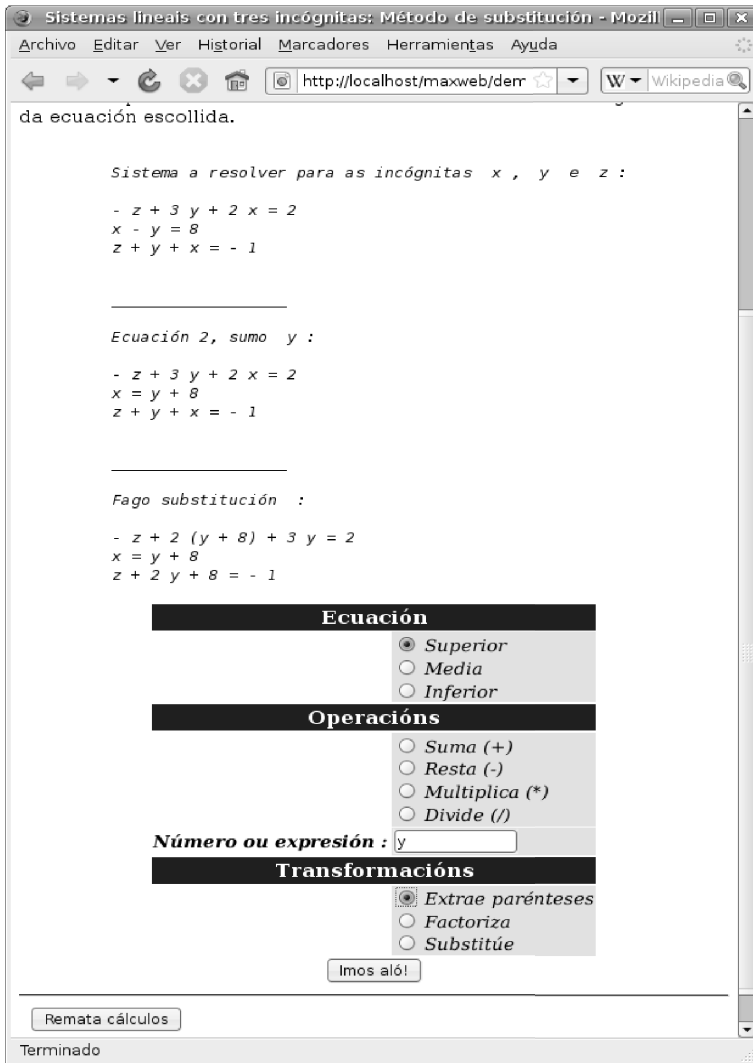 Sistemas lineais con tres incógnitas: Método de substitución - Mozil
Archivo Editar Ver Historial Marcadores Herramientas Ayuda
http://localhost/maxweb/dem W Wikipedia
da ecuación escollida.
Sistema a resolver para as incógnitas x , y e z :
- z + 3 y + 2 x = 2
x - y = 8
z + y + x = - 1
Ecuación 2, sumo y :
- z + 3 y + 2 x = 2
x = y + 8
z + y + x = - 1
Fago substitución :
- z + 2 (y + 8) + 3 y = 2
x = y + 8
z + 2 y + 8 = - 1
Ecuación
Superior
Media
Inferior
Operacións
Suma (+)
Resta (-)
Multiplica (*)
Divide (/)
Número ou expresión : y
Transformacións
Extrae parénteses
Factoriza
Substitúe
Imos aló!
Remata cálculos
Terminado